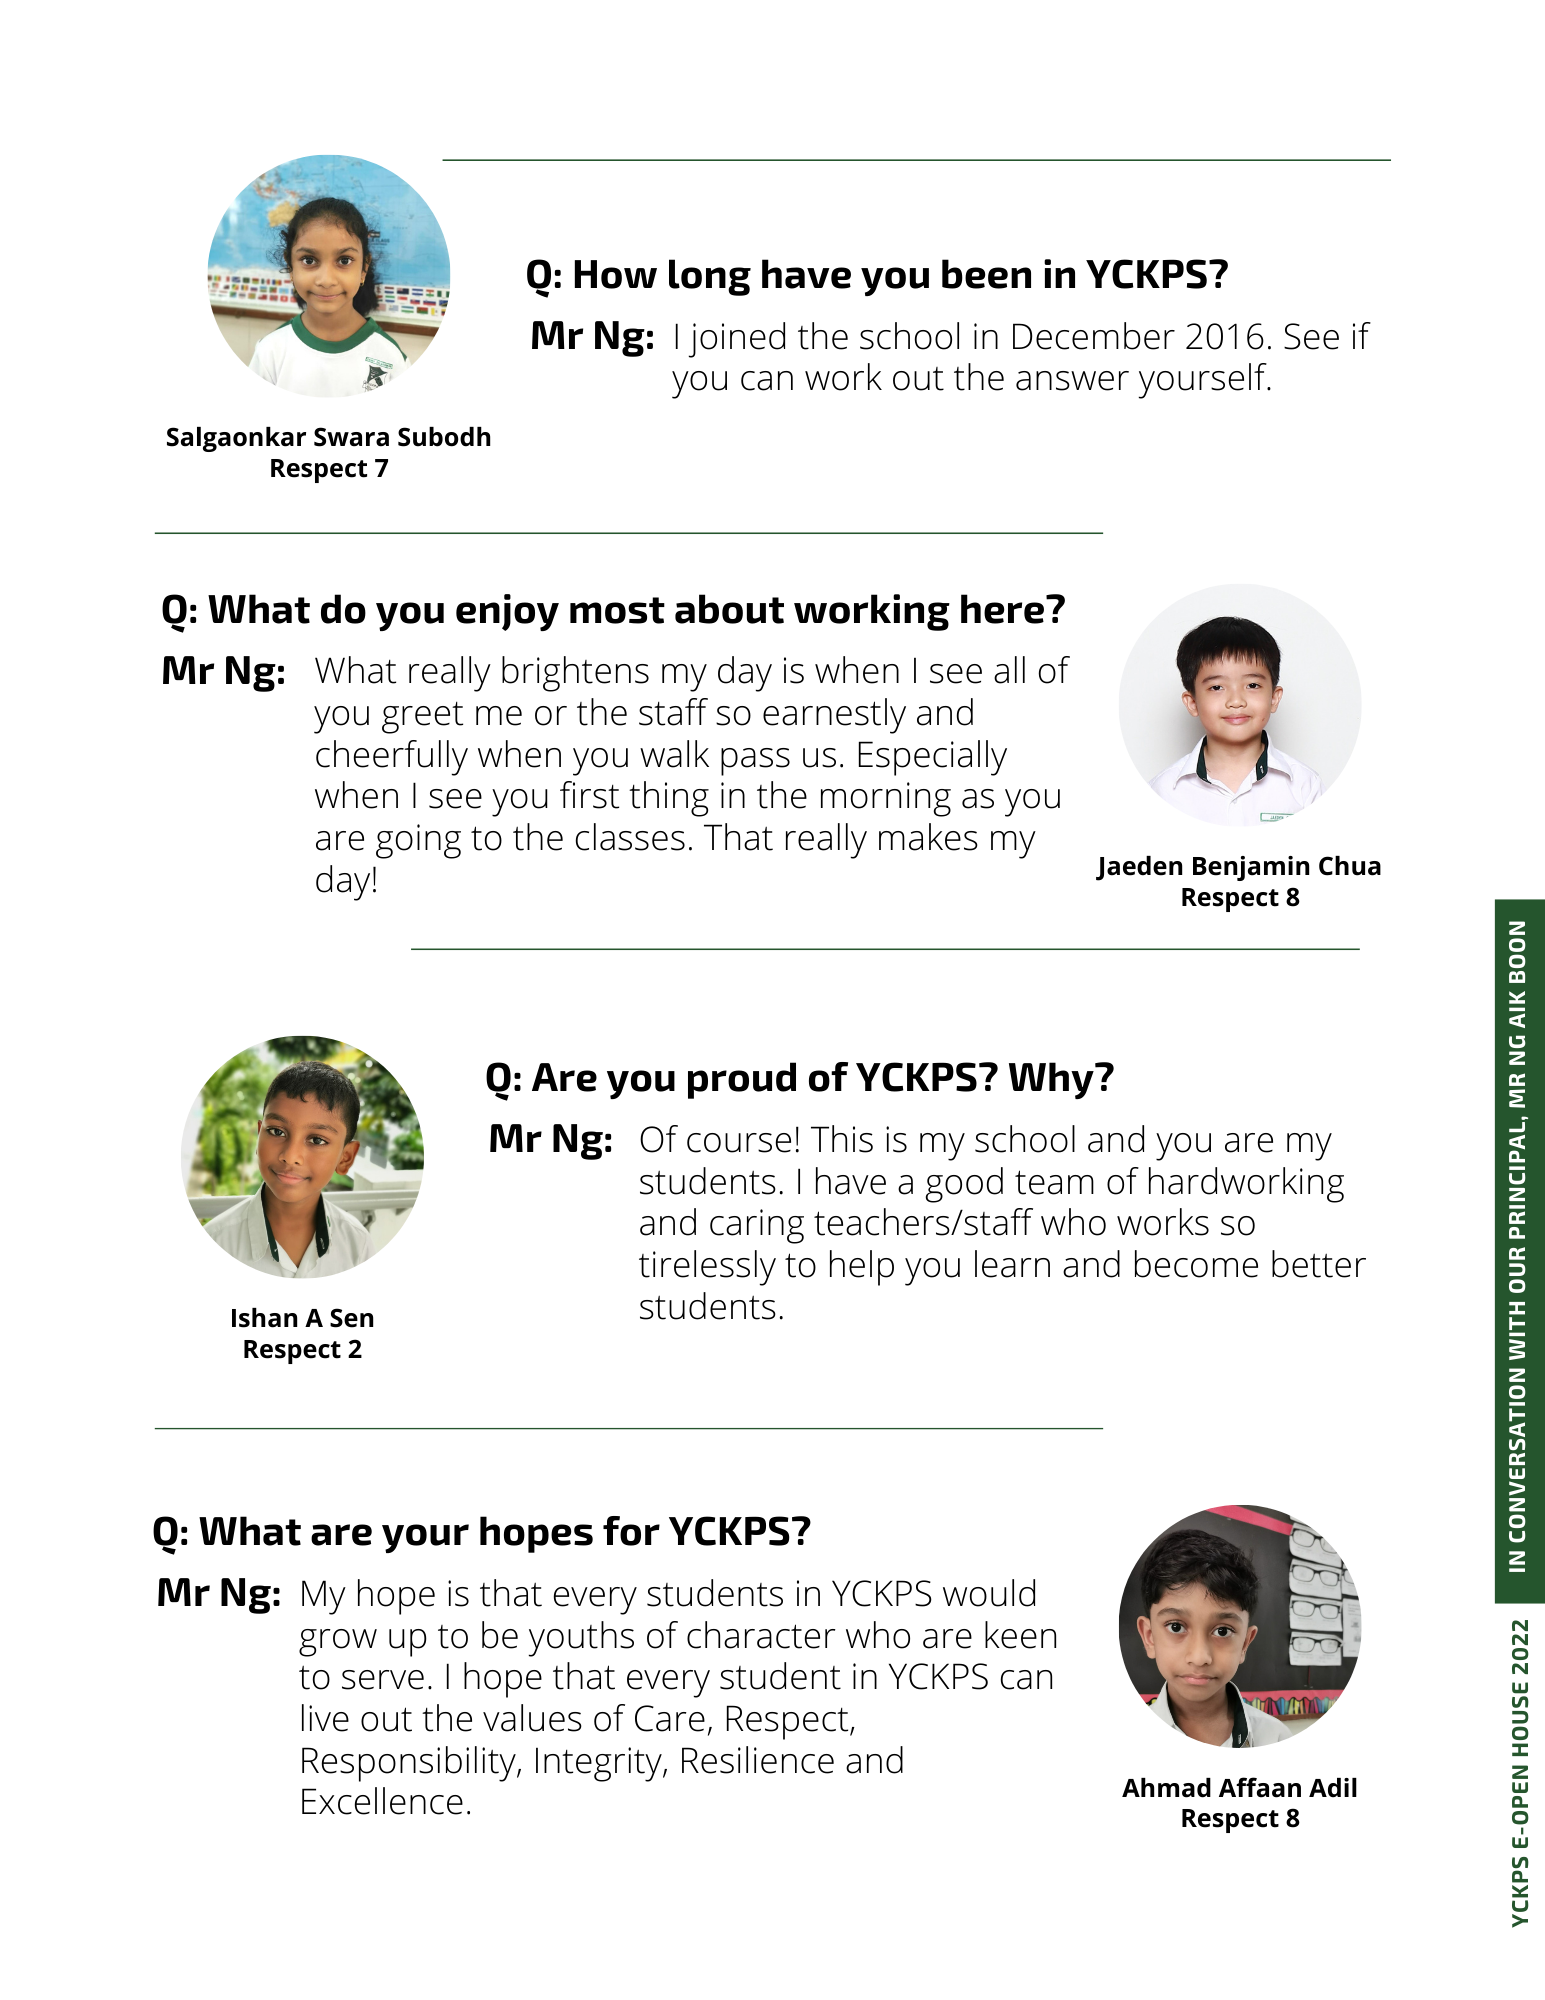 Q: How long have you been in YCKPS?
Mr Ng: I joined the school in December 2016. See if
you can work out the answer yourself.
Salgaonkar Swara Subodh
Respect 7
Q: What do you enjoy most about working here?
Mr Ng: What really brightens my day is when I see all of
you greet me or the staff so earnestly and
cheerfully when you walk pass us. Especially
when I see you first thing in the morning as you
are going to the classes. That really makes my
day!
Jaeden Benjamin Chua
Respect 8
Q: Are you proud of YCKPS? Why?
Mr Ng: Of course! This is my school and you are my
students. I have a good team of hardworking
and caring teachers/staff who works so
tirelessly to help you learn and become better
students.
Ishan A Sen
Respect 2
Q: What are your hopes for YCKPS?
Mr Ng: My hope is that every students in YCKPS would
grow up to be youths of character who are keen
to serve. I hope that every student in YCKPS can
live out the values of Care, Respect,
Responsibility, Integrity, Resilience and
Excellence.
Ahmad Affaan Adil
Respect 8
YCKPS E-OPEN HOUSE 2022
IN CONVERSATION WITH OUR PRINCIPAL, MR NG AIK BOON